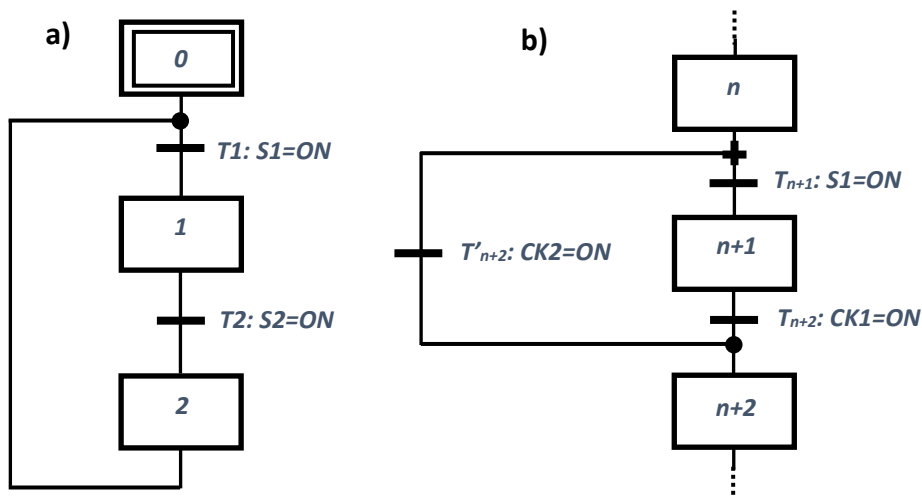 a)
0
T1: S1=ON
1
T2: S2=ON
2
b)
n
Tn+1: S1=ON
n+1
T'n+2: CK2=ON
Tn+2: CK1=ON
n+2